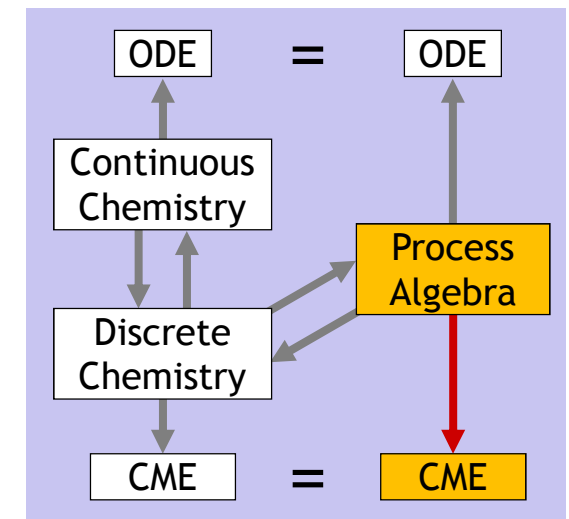 ODE = ODE
Continuous
Chemistry
Process
Algebra
Discrete
Chemistry
CME = CME